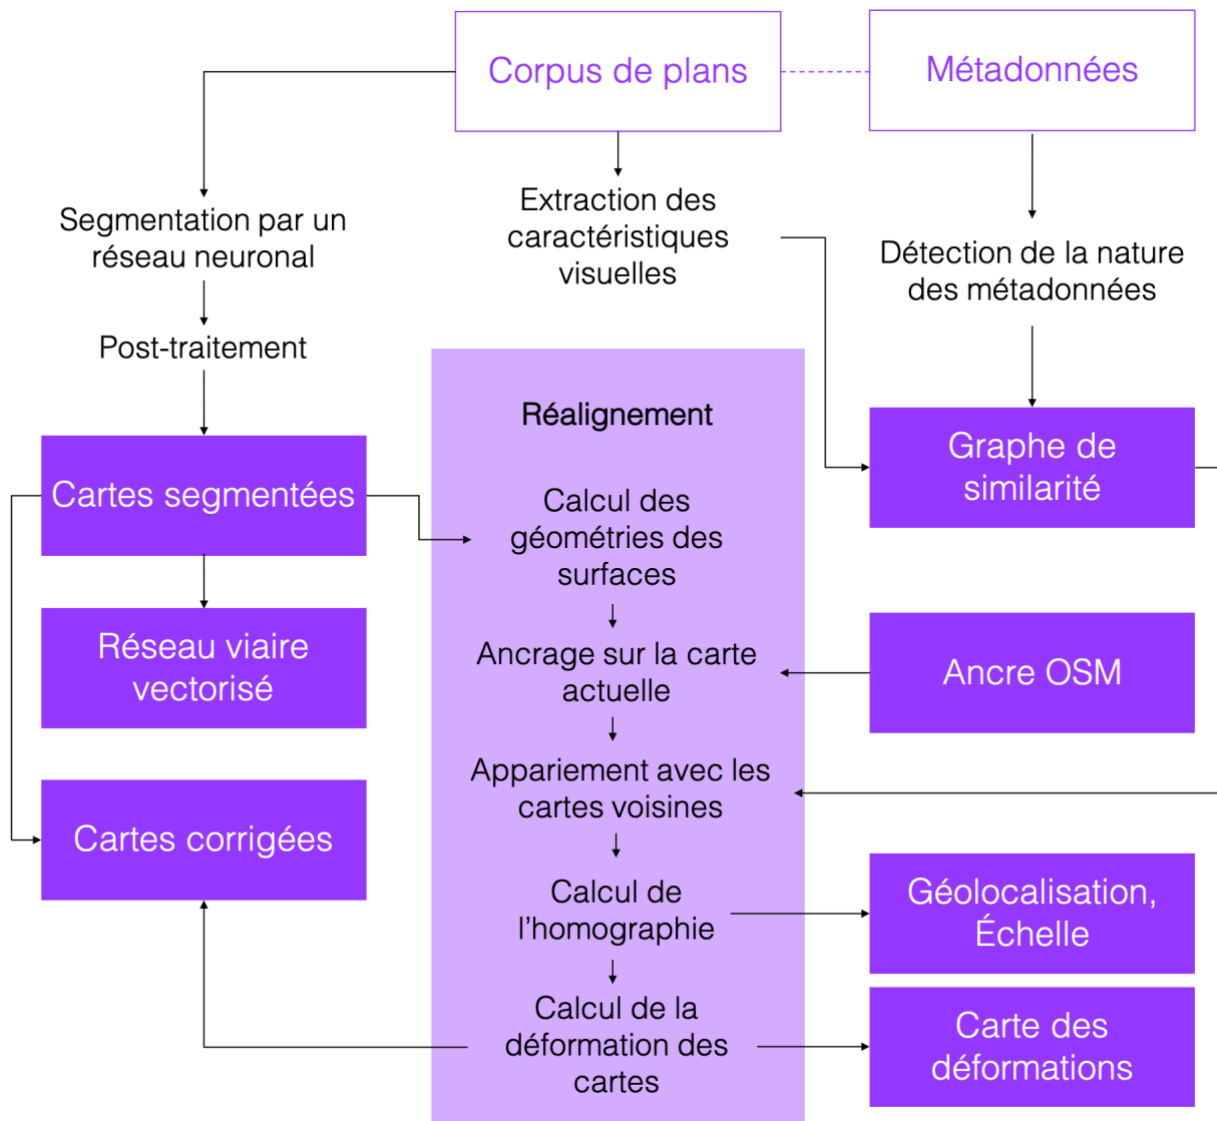 Corpus de plans
Métadonnées
Segmentation par un
réseau neuronal
Extraction des
caractéristiques
visuelles
Détection de la nature
des métadonnées
Post-traitement
Réalignement
Cartes segmentées
Graphe de
similarité
Calcul des
géométries des
surfaces
Réseau viaire
vectorisé
Ancrage sur la carte
actuelle
Ancre OSM
Appariement avec les
cartes voisines
Cartes corrigées
Calcul de
l'homographie
Géolocalisation,
Échelle
Calcul de la
déformation des
cartes
Carte des
déformations